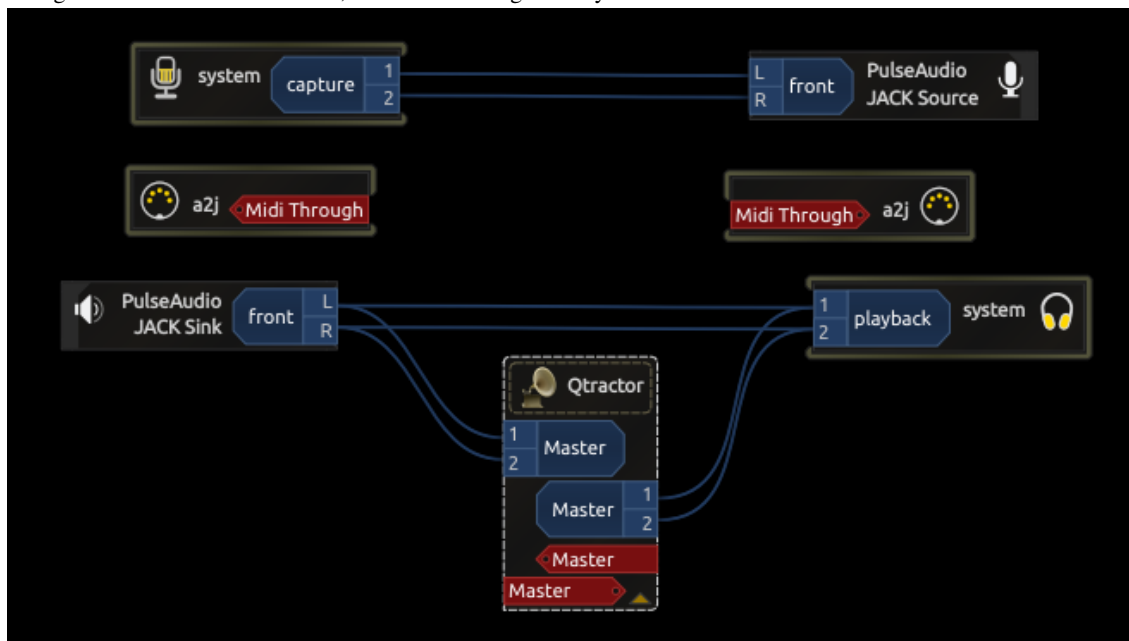 system
capture
1
2
L
R
front
PulseAudio
JACK Source
a2j
Midi Through
Midi Through
a2j
PulseAudio
JACK Sink
front
L
R
1
2
playback
system
Qtractor
1
2
Master
Master
1
2
Master
Master